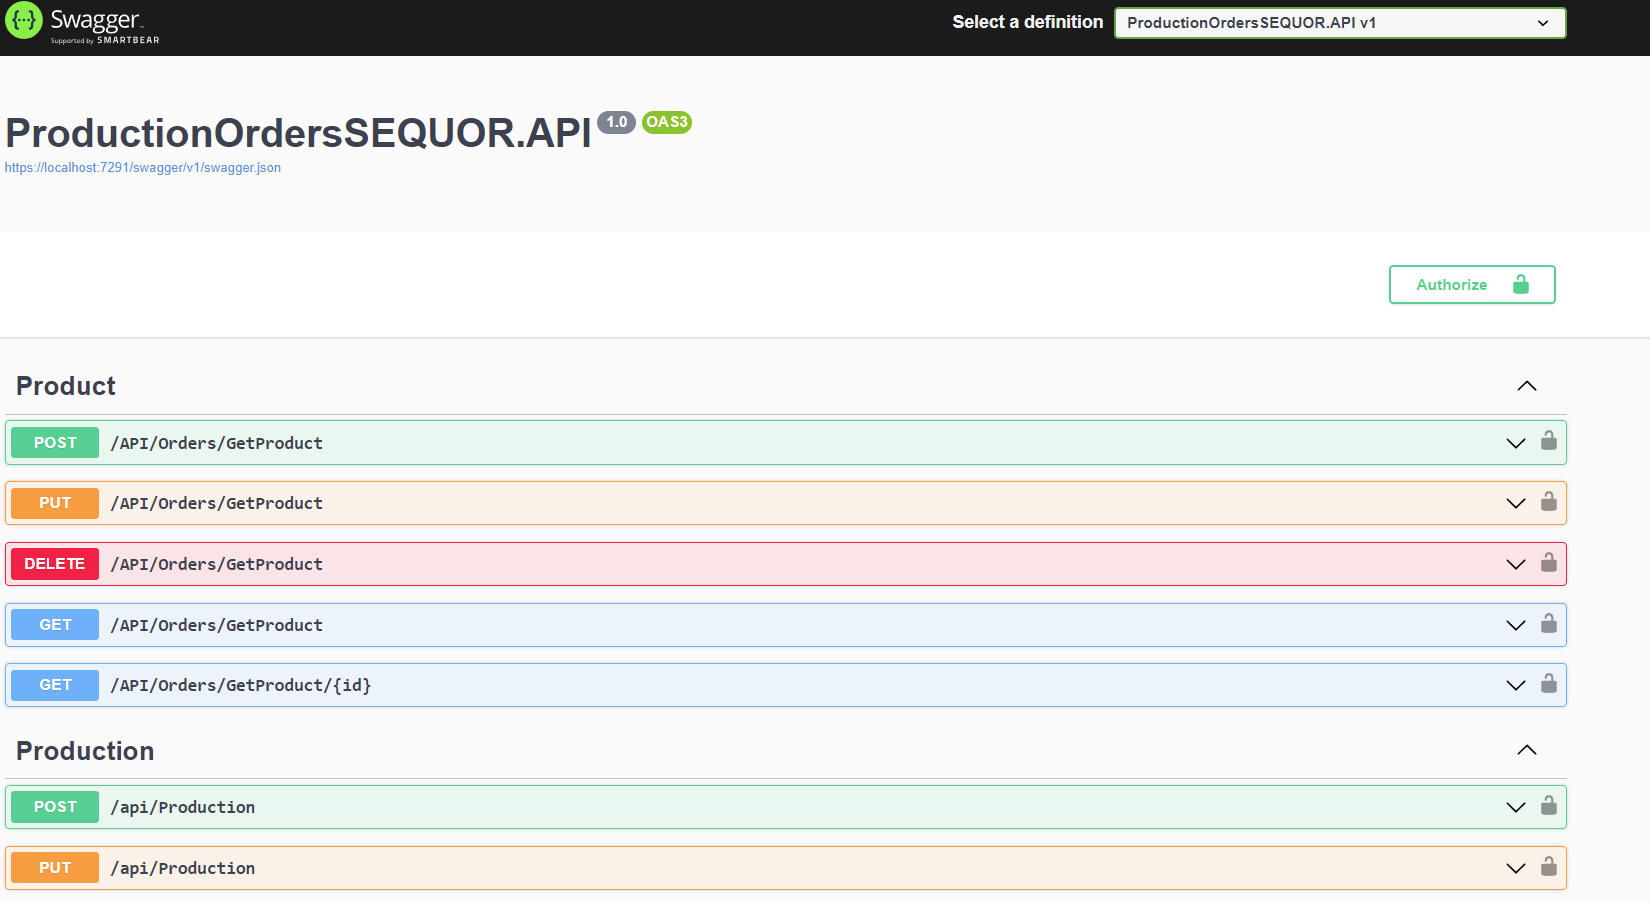 Swagger
Supported by SMARTBEAR
Select a definition
ProductionOrdersSEQUOR.API v1
ProductionOrdersSEQUOR.API 1.0 OAS3
https://localhost:7291/swagger/v1/swagger.json
Authorize
Product
POST /API/Orders/GetProduct
PUT /API/Orders/GetProduct
DELETE /API/Orders/GetProduct
GET /API/Orders/GetProduct
GET /API/Orders/GetProduct/{id}
Production
POST /api/Production
PUT /api/Production